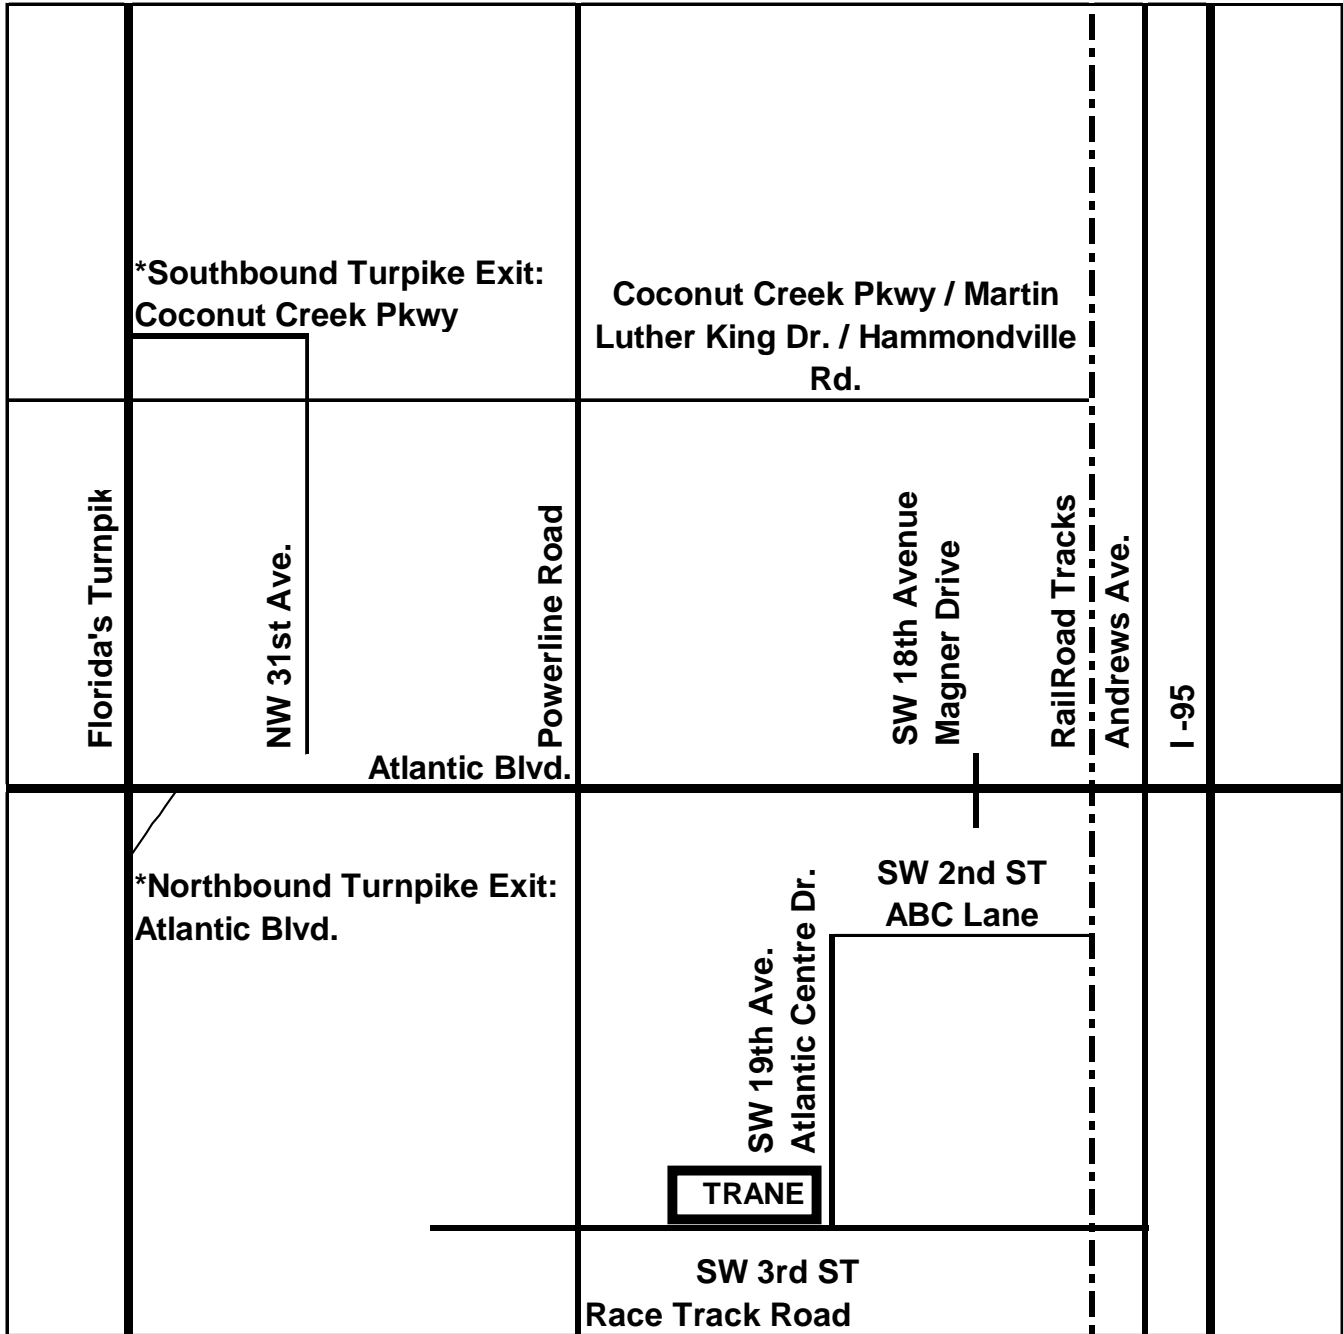 *Southbound Turpike Exit:
Coconut Creek Pkwy
Coconut Creek Pkwy / Martin
Luther King Dr. / Hammondville
Rd.
Florida's Turnpik
NW 31st Ave.
Powerline Road
SW 18th Avenue
Magner Drive
RailRoad Tracks
Andrews Ave.
I -95
Atlantic Blvd.
*Northbound Turnpike Exit:
Atlantic Blvd.
SW 2nd ST
ABC Lane
SW 19th Ave.
Atlantic Centre Dr.
TRANE
SW 3rd ST
Race Track Road